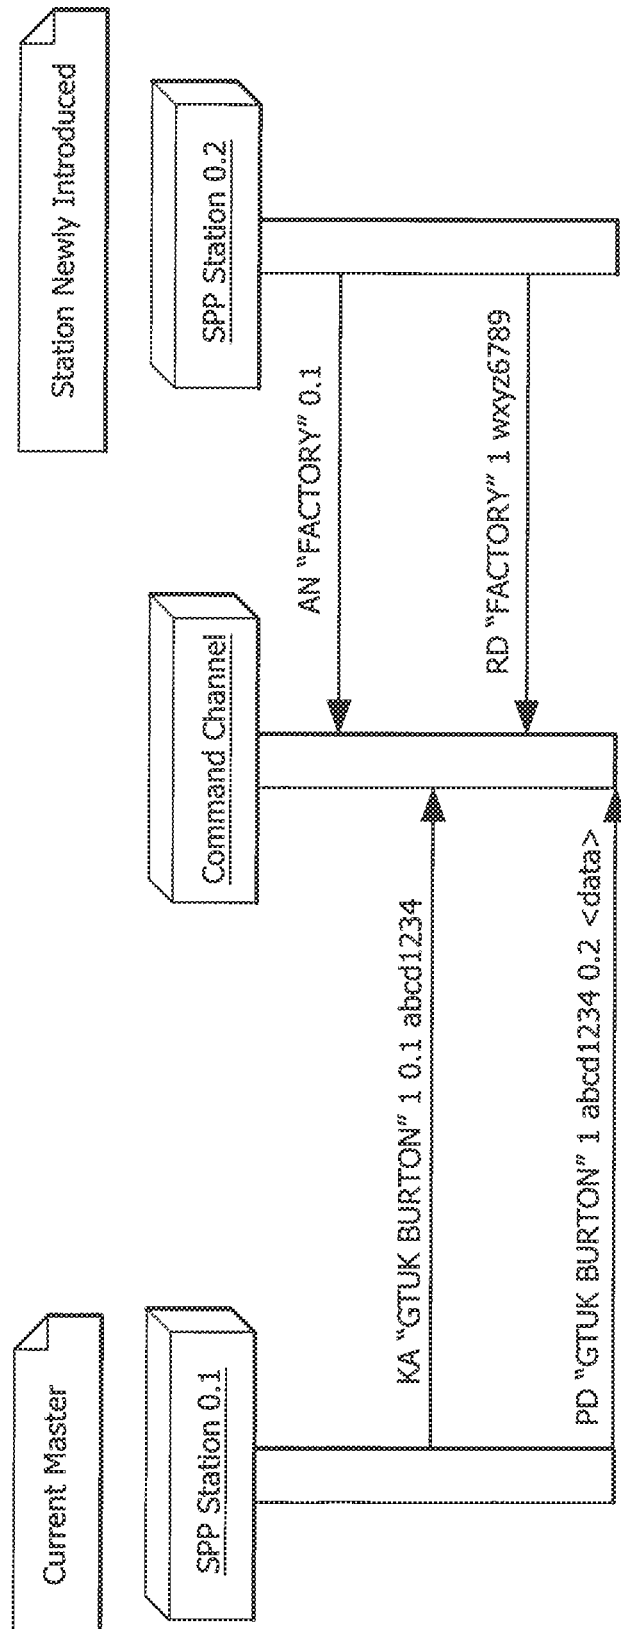 Current Master
Station Newly Introduced
SPP Station 0.1
Command Channel
SPP Station 0.2
AN “FACTORY” 0.1
KA “GTUK BURTON” 1 0.1 abcd1234
RD “FACTORY” 1 wxyz6789
PD “GTUK BURTON” 1 abcd1234 0.2 <data>